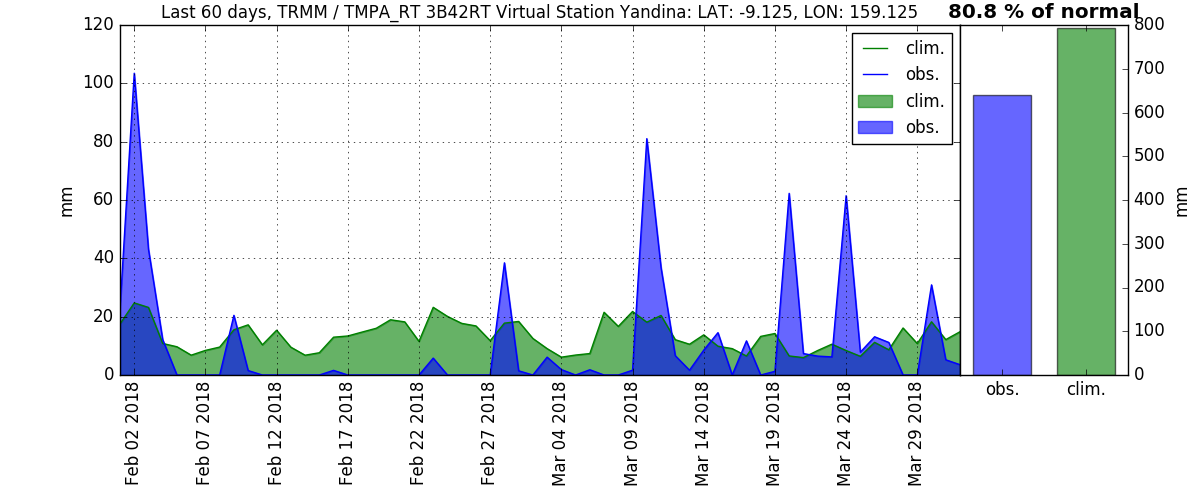 Last 60 days, TRMM / TMPA_RT 3B42RT Virtual Station Yandina: LAT: -9.125, LON: 159.125
80.8 % of normal
120
100
80
60
40
20
0
mm
clim.
obs.
clim.
obs.
Feb 02 2018
Feb 07 2018
Feb 12 2018
Feb 17 2018
Feb 22 2018
Feb 27 2018
Mar 04 2018
Mar 09 2018
Mar 14 2018
Mar 19 2018
Mar 24 2018
Mar 29 2018
800
700
600
500
400
300
200
100
0
mm
obs.
clim.